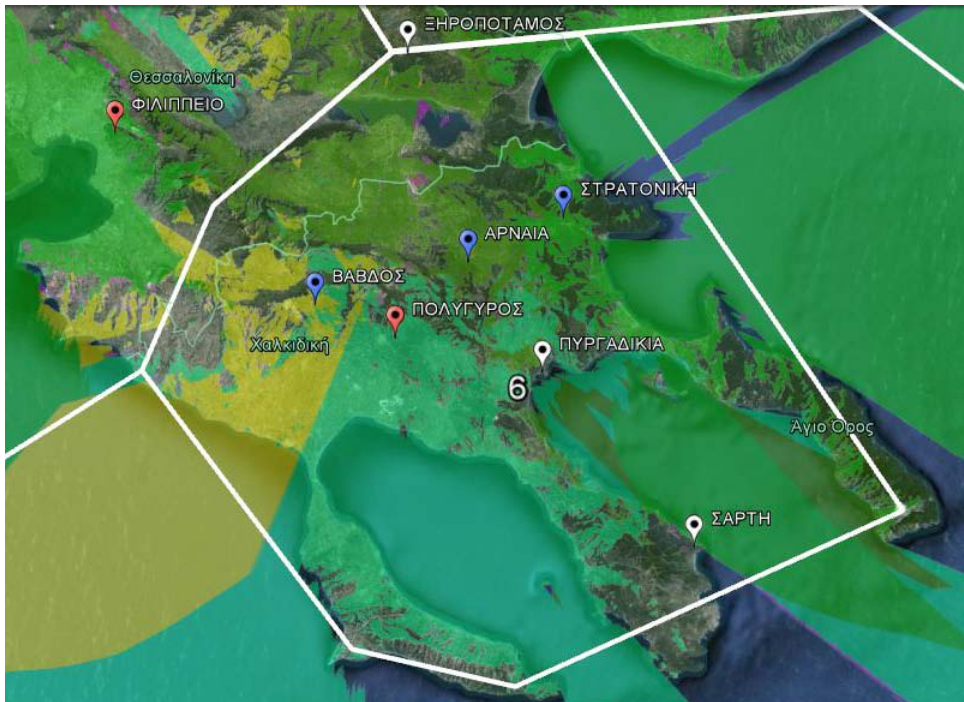 ΞΗΡΟΠΟΤΑΜΟΣ
Θεσσαλονίκη
ΦΙΛΙΠΠΕΙΟ
ΣΤΡΑΤΟΝΙΚΗ
ΑΡΝΑΙΑ
ΒΑΒΔΟΣ
ΠΟΛΥΓΥΡΟΣ
Χαλκιδική
ΠΥΡΓΑΔΙΚΙΑ
6
Άγιο Όρος
ΣΑΡΤΗ